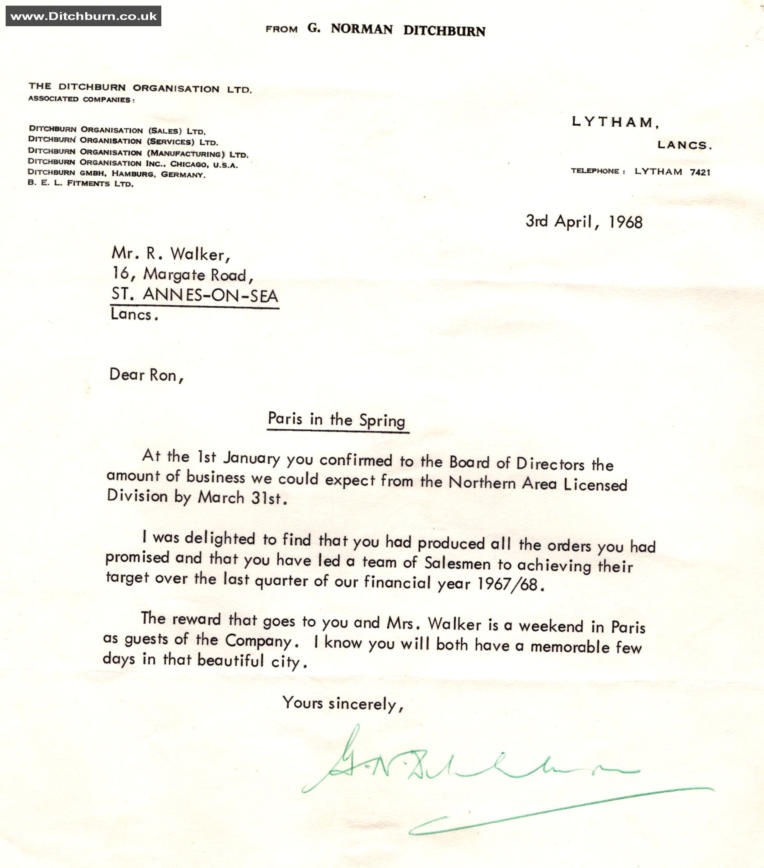 www.Ditchburn.co.uk
FROM G. NORMAN DITCHBURN
THE DITCHBURN ORGANISATION LTD.
ASSOCIATED COMPANIES:
DITCHBURN ORGANISATION (SALES) LTD.
DITCHBURN ORGANISATION (SERVICES) LTD.
DITCHBURN ORGANISATION (MANUFACTURING) LTD.
DITCHBURN ORGANISATION INC., CHICAGO, U.S.A.
DITCHBURN GMBH, HAMBURG, GERMANY.
B. E. L. FITMENTS LTD.
LYTHAM,
LANCS.
TELEPHONE: LYTHAM 7421
3rd April, 1968
Mr. R. Walker,
16, Margate Road,
ST. ANNES-ON-SEA
Lancs.
Dear Ron,
Paris in the Spring
At the 1st January you confirmed to the Board of Directors the
amount of business we could expect from the Northern Area Licensed
Division by March 31st.
I was delighted to find that you had produced all the orders you had
promised and that you have led a team of Salesmen to achieving their
target over the last quarter of our financial year 1967/68.
The reward that goes to you and Mrs. Walker is a weekend in Paris
as guests of the Company. I know you will both have a memorable few
days in that beautiful city.
Yours sincerely,
G. N. Ditchburn